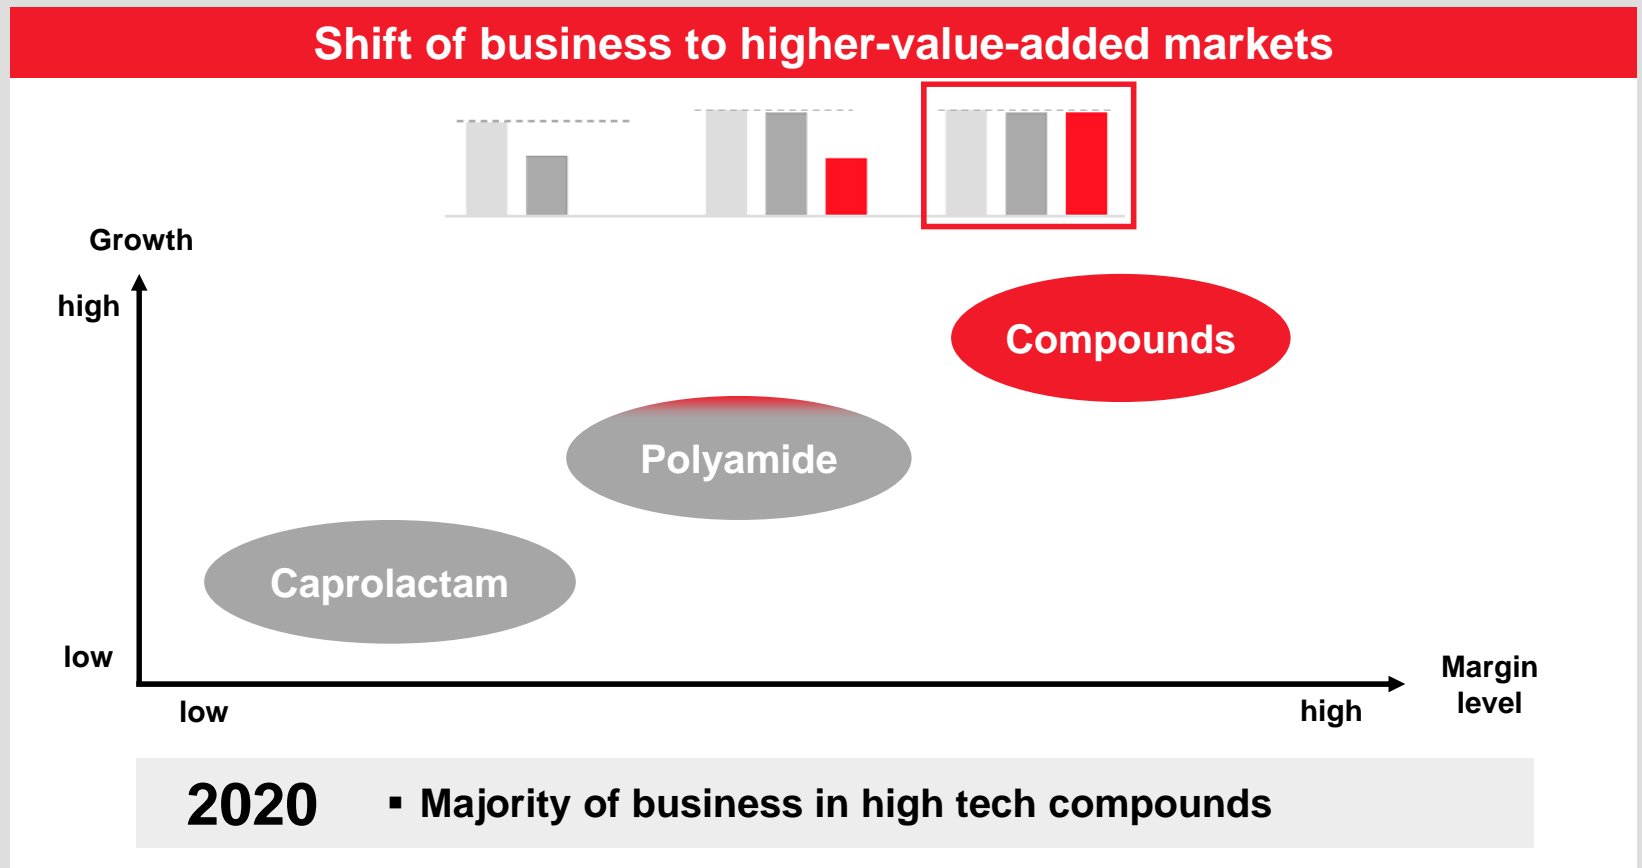 Shift of business to higher-value-added markets
Growth
high
Compounds
Polyamide
Caprolactam
low
low
high
Margin
level
2020
▪ Majority of business in high tech compounds